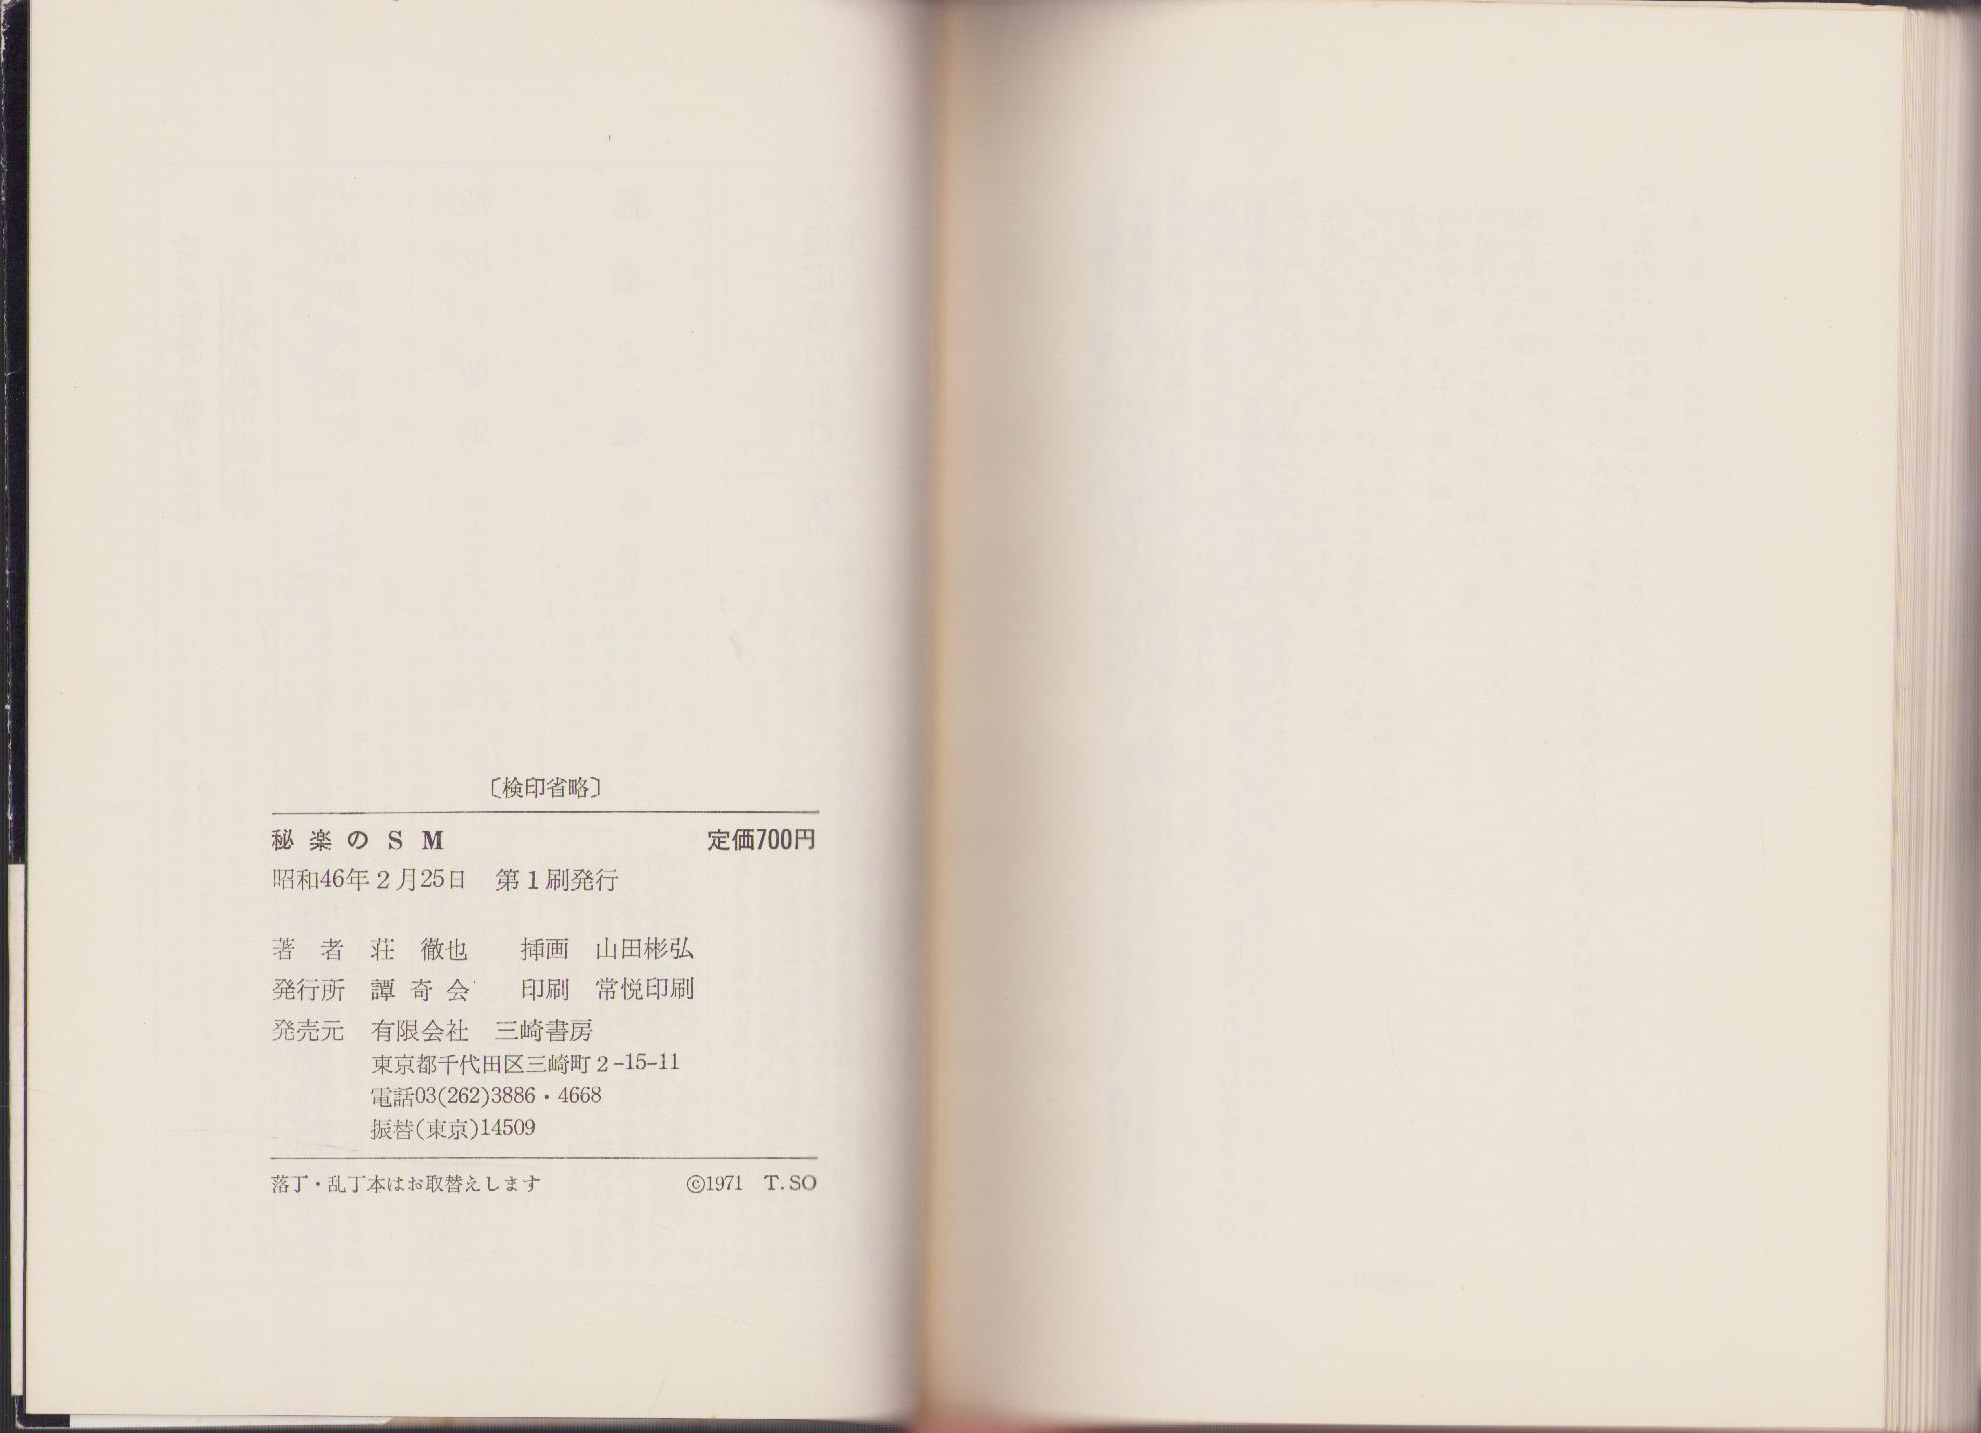 〔検印省略〕
秘楽のＳＭ 定価700円
昭和46年２月25日　第１刷発行
著　者　荘　徹也　　挿画　山田彬弘
発行所　譚奇会　　印刷　常悦印刷
発売元　有限会社　三崎書房
東京都千代田区三崎町２-15-11
電話03(262)3886・4668
振替(東京)14509
落丁・乱丁本はお取替えします ©1971　T.SO